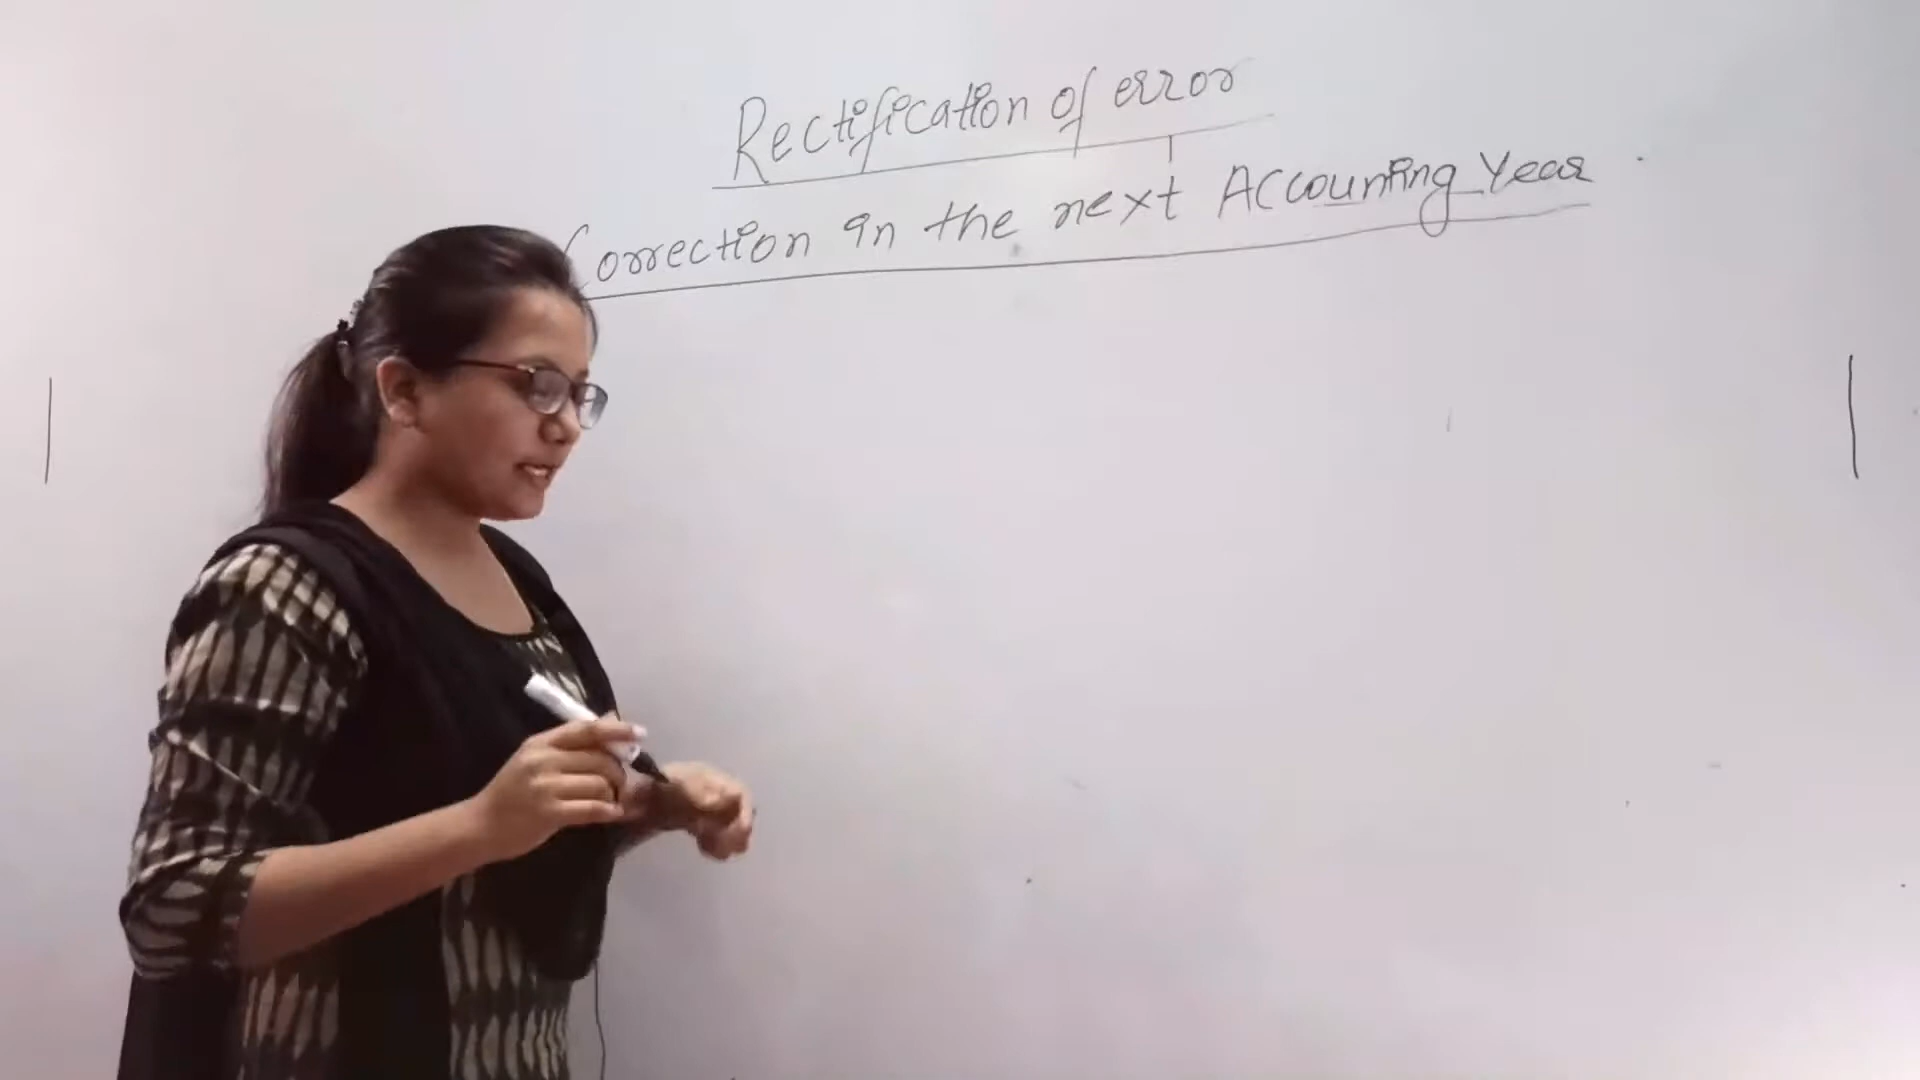 Rectification of error
Correction in the next Accounting Year